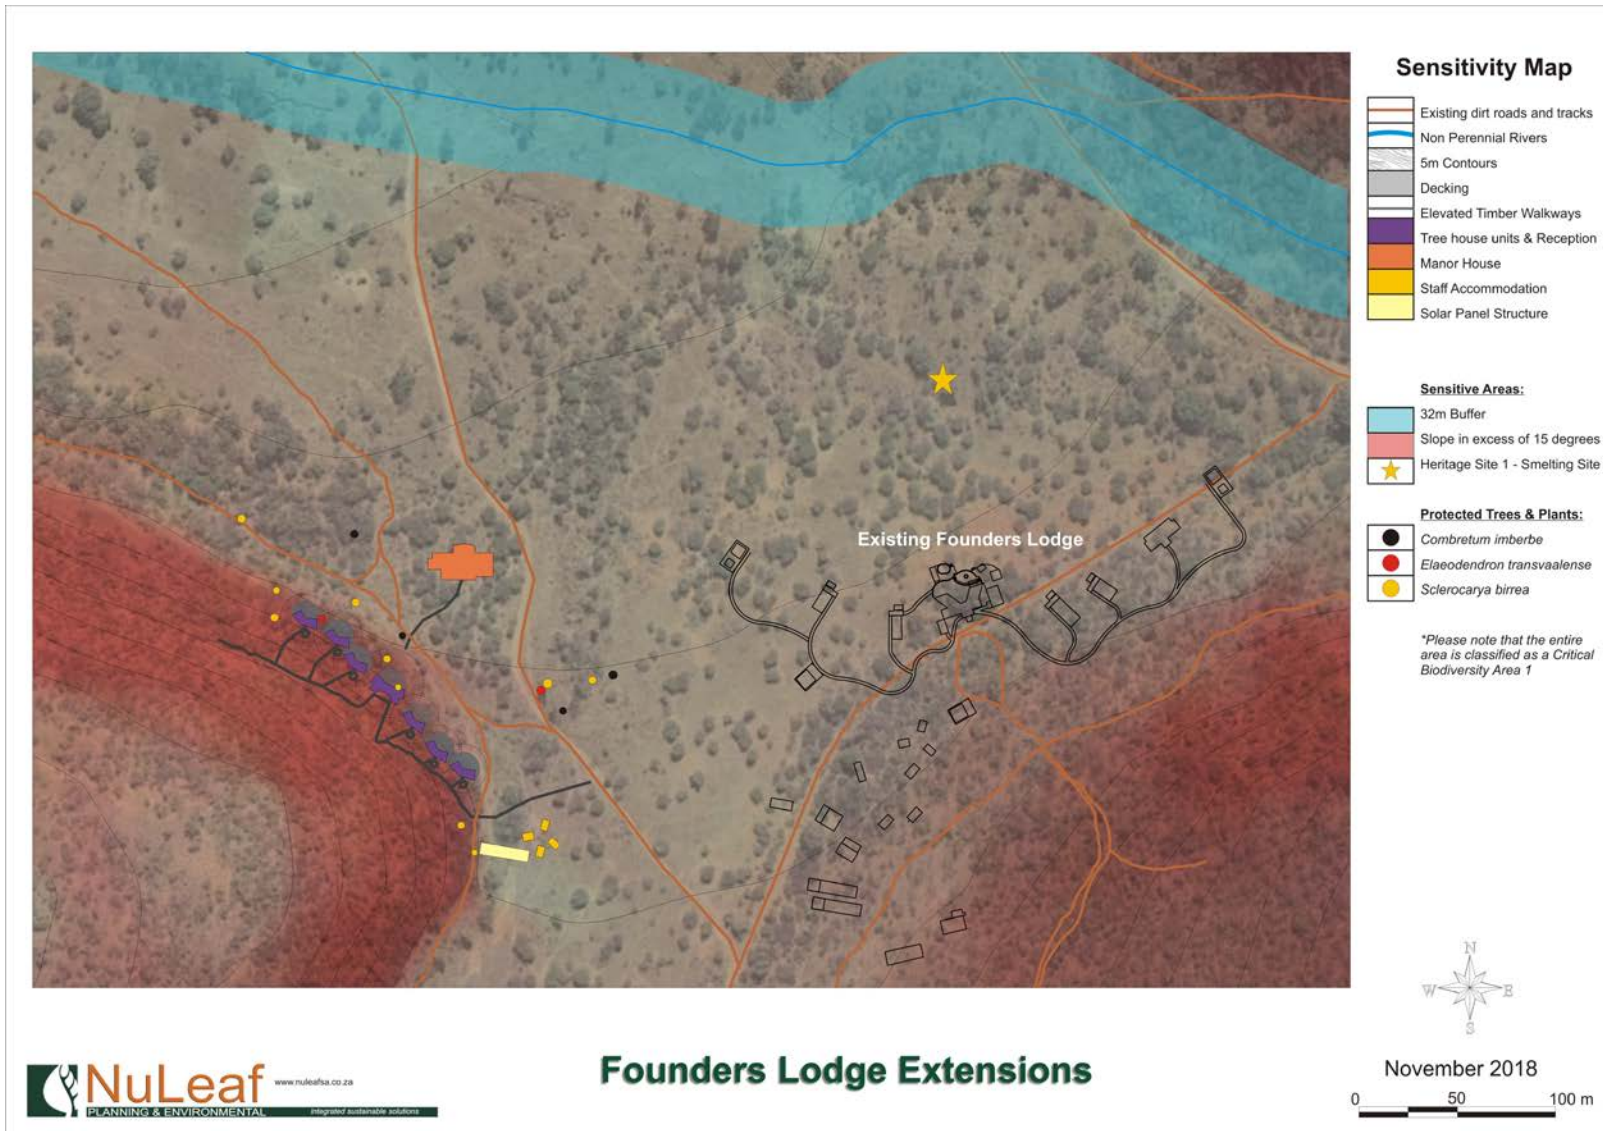 Sensitivity Map
Existing dirt roads and tracks
Non Perennial Rivers
5m Contours
Decking
Elevated Timber Walkways
Tree house units & Reception
Manor House
Staff Accommodation
Solar Panel Structure
Sensitive Areas:
32m Buffer
Slope in excess of 15 degrees
Heritage Site 1 - Smelting Site
Protected Trees & Plants:
Combretum imberbe
Elaeodendron transvaalense
Sclerocarya birrea
*Please note that the entire
area is classified as a Critical
Biodiversity Area 1
Existing Founders Lodge
N
W E
S
NuLeaf
www.nuleafsa.co.za
PLANNING & ENVIRONMENTAL
integrated sustainable solutions
Founders Lodge Extensions
November 2018
0 50 100 m